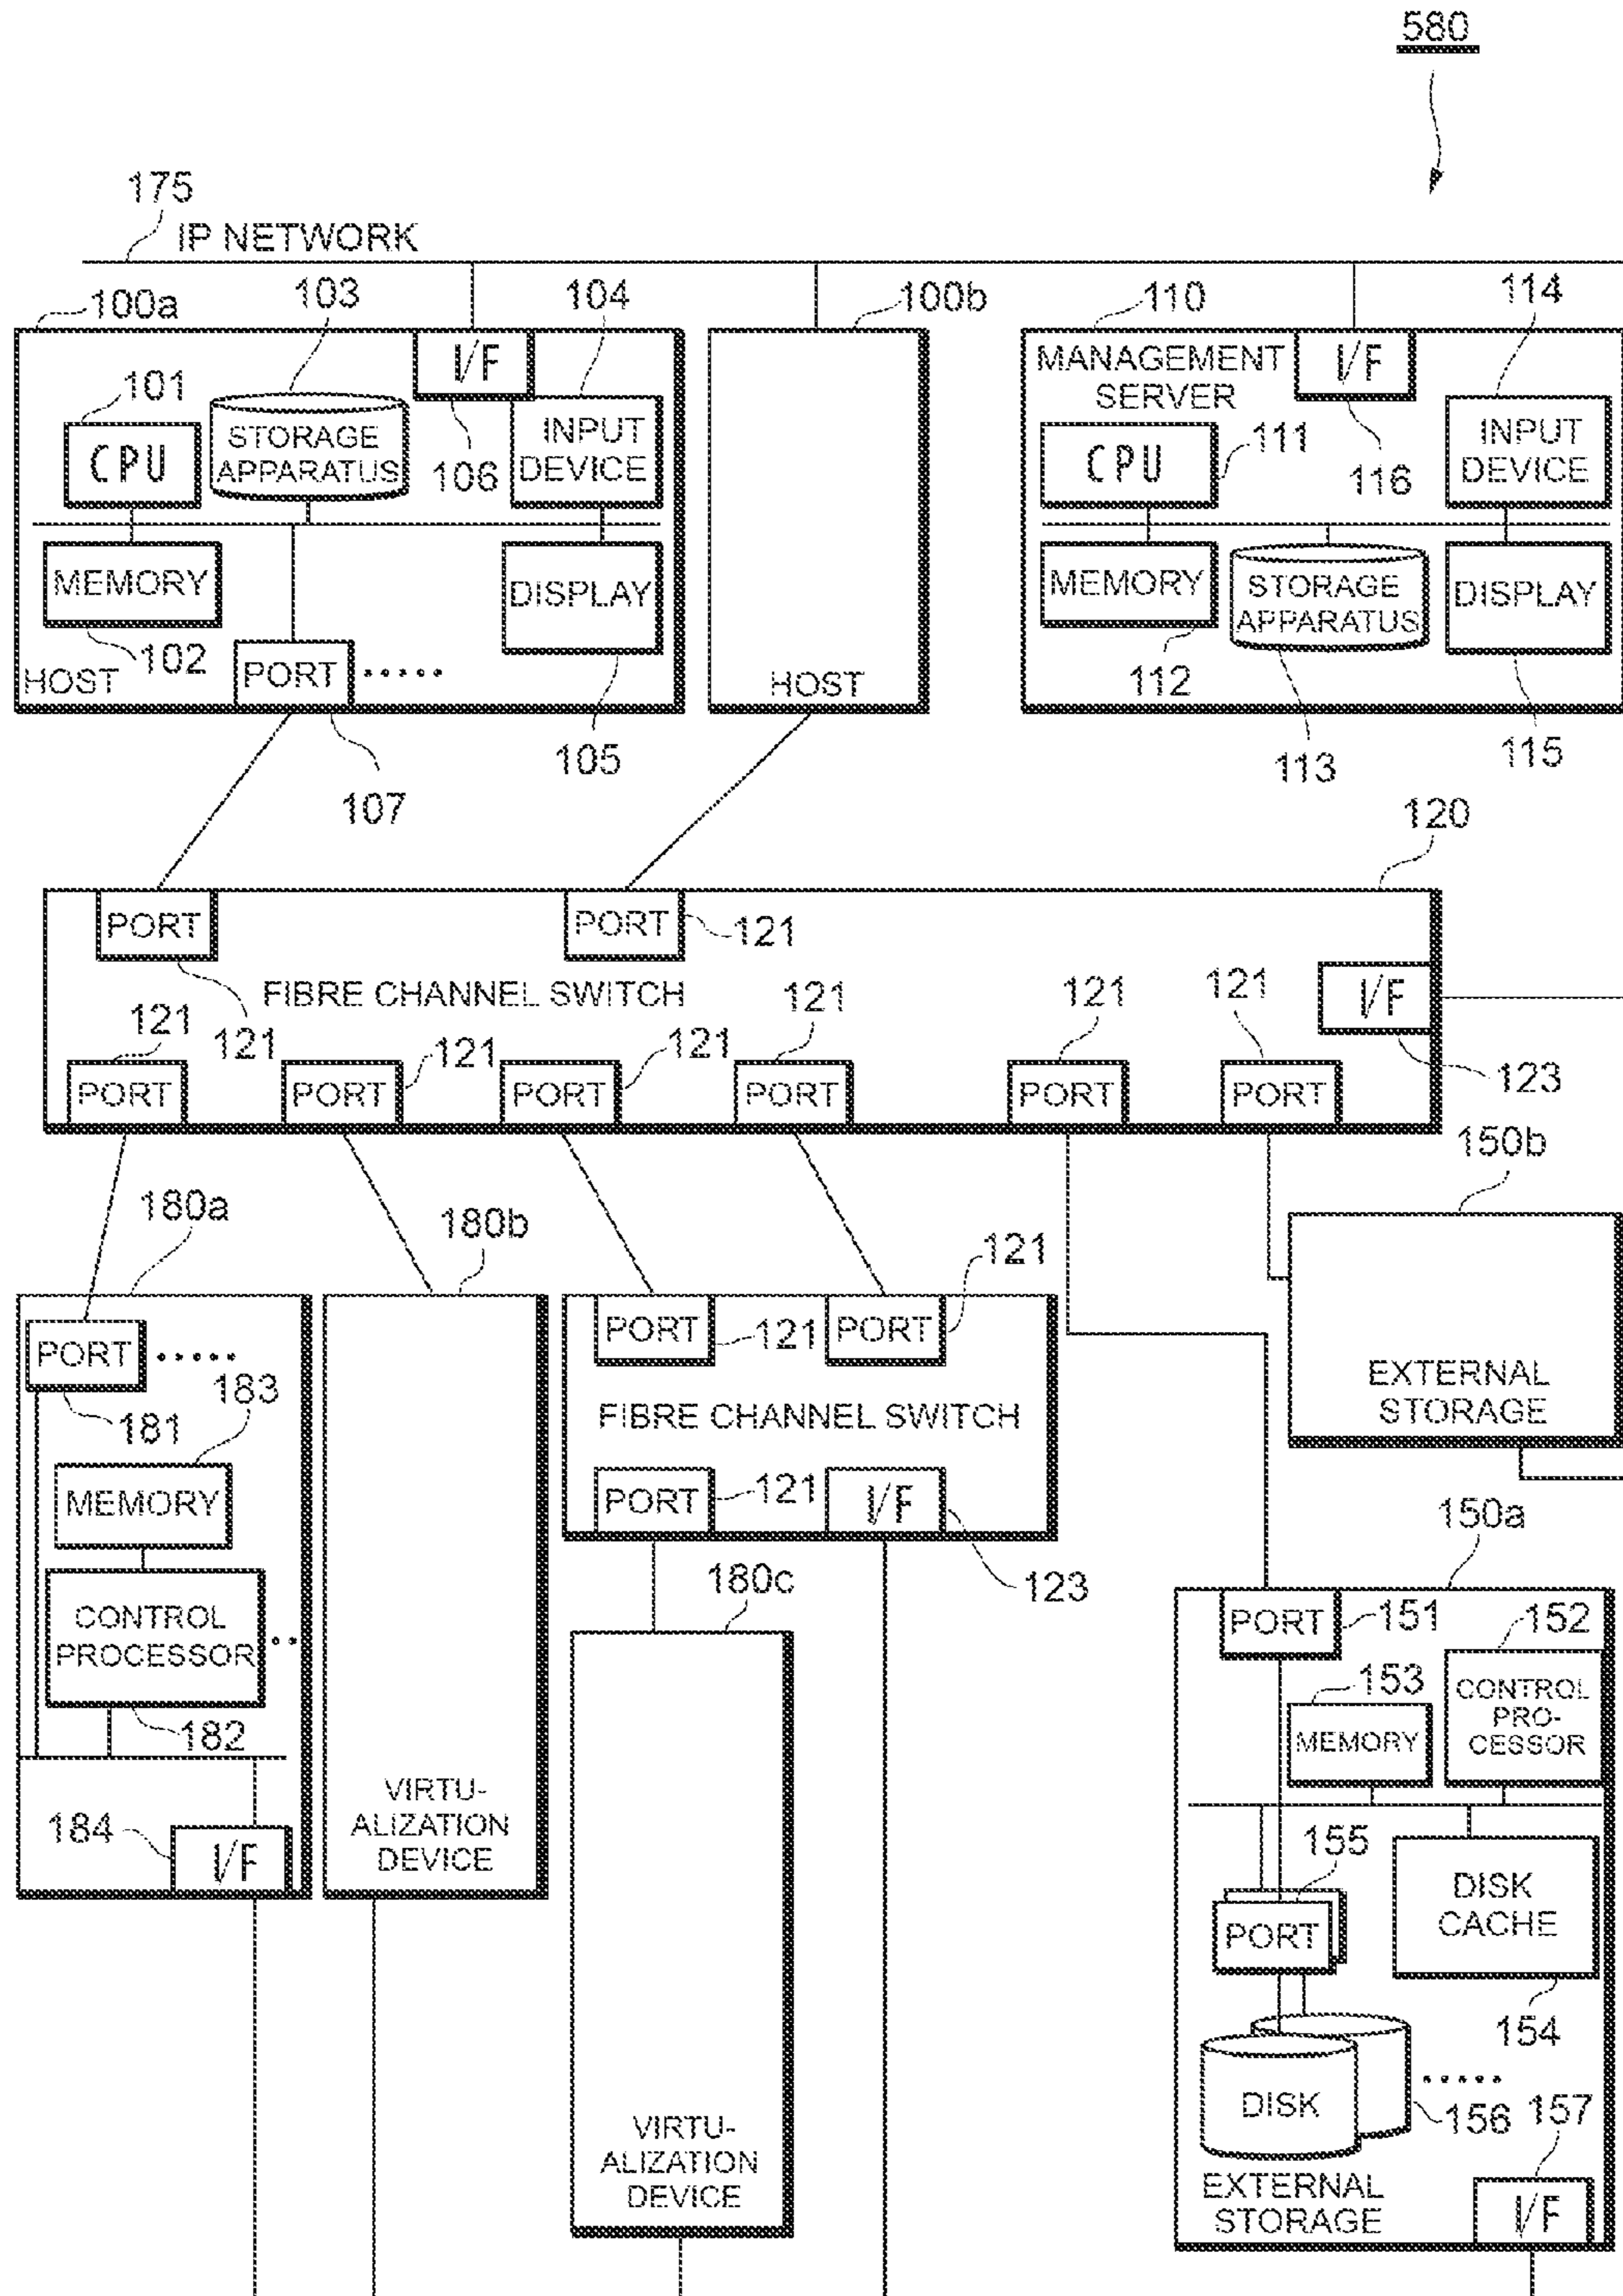 580
175
IP NETWORK
100a
103
104
100b
110
114
I/F
MANAGEMENT
SERVER
I/F
101
CPU
STORAGE
APPARATUS
106
INPUT
DEVICE
CPU
111
116
INPUT
DEVICE
MEMORY
DISPLAY
MEMORY
STORAGE
APPARATUS
DISPLAY
102
HOST
PORT
.....
HOST
112
105
113
115
107
120
PORT
PORT
121
FIBRE CHANNEL SWITCH
I/F
121
121
121
121
121
121
121
123
PORT
PORT
PORT
PORT
PORT
PORT
150b
180a
180b
121
PORT
.....
PORT
121
PORT
183
181
EXTERNAL
STORAGE
FIBRE CHANNEL SWITCH
MEMORY
PORT
121
I/F
150a
180c
123
CONTROL
PROCESSOR
..
PORT
151
152
182
153
CONTROL
PRO-
CESSOR
MEMORY
VIRTU-
ALIZATION
DEVICE
184
I/F
155
DISK
CACHE
PORT
154
DISK
.....
156
157
VIRTU-
ALIZATION
DEVICE
EXTERNAL
STORAGE
I/F